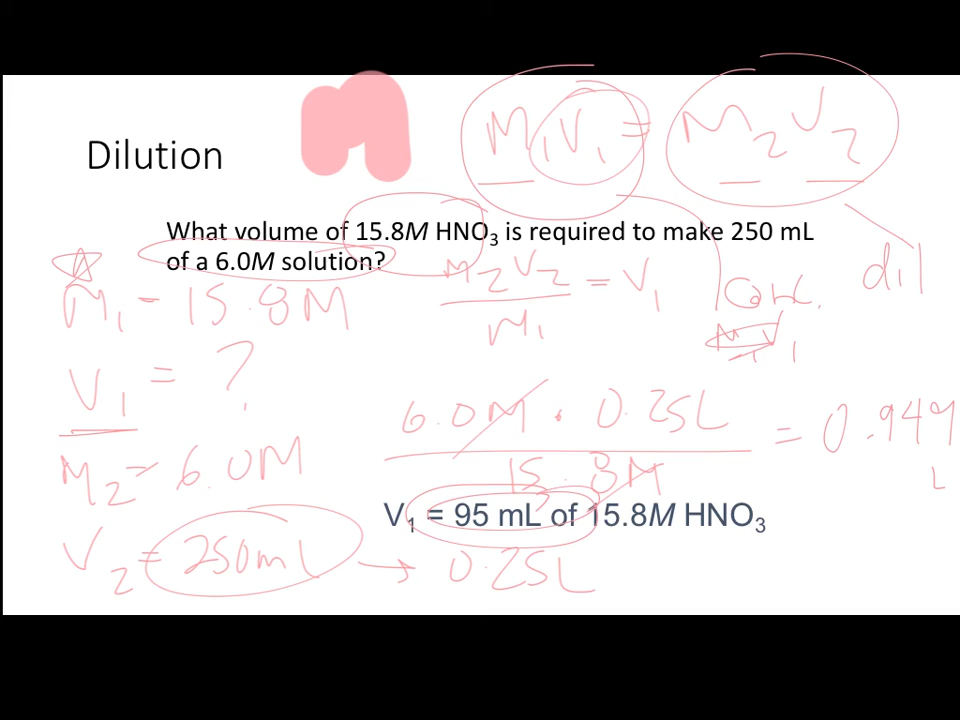 M₁V₁ = M₂V₂
Dilution
What volume of 15.8M HNO₃ is required to make 250 mL
of a 6.0M solution?
dil
M₁ - 15.8M
M₂V₂ / M₁ = V₁
Conc.
M V₁
V₁ = ?
6.0M · 0.25L / 15.8M = 0.949 L
M₂ = 6.0M
V₁ = 95 mL of 15.8M HNO₃
V₂ = 250mL → 0.25L